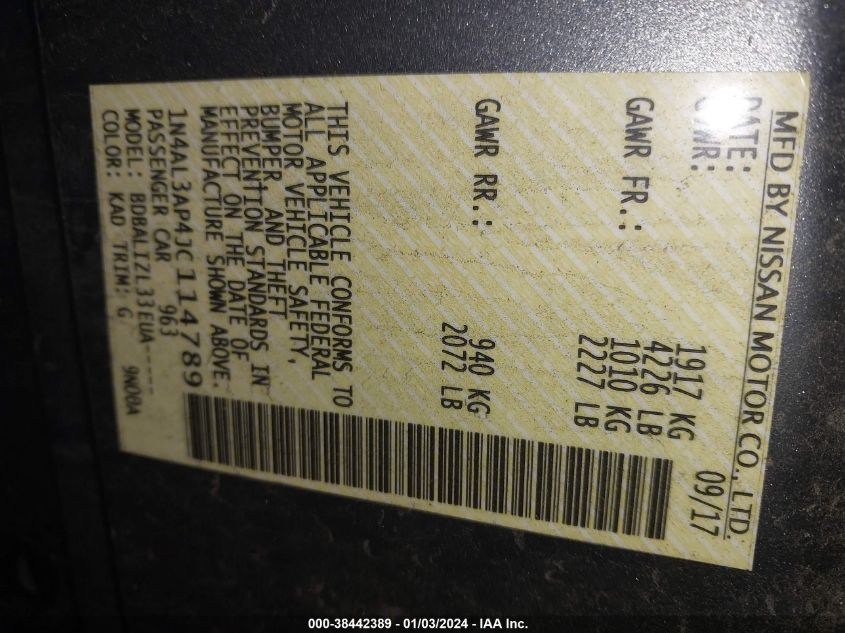 MFD BY NISSAN MOTOR CO., LTD.
DATE: 09/17
GVWR: 1917 KG
4226 LB
GAWR FR.: 1010 KG
2227 LB
GAWR RR.: 940 KG
2072 LB
THIS VEHICLE CONFORMS TO
ALL APPLICABLE FEDERAL
MOTOR VEHICLE SAFETY,
BUMPER, AND THEFT
PREVENTION STANDARDS IN
EFFECT ON THE DATE OF
MANUFACTURE SHOWN ABOVE.
1N4AL3AP4JC114789
PASSENGER CAR 963
MODEL: BDBALIZL33EUA-----
COLOR: KAD TRIM: G 9N00A
000-38442389 - 01/03/2024 - IAA Inc.